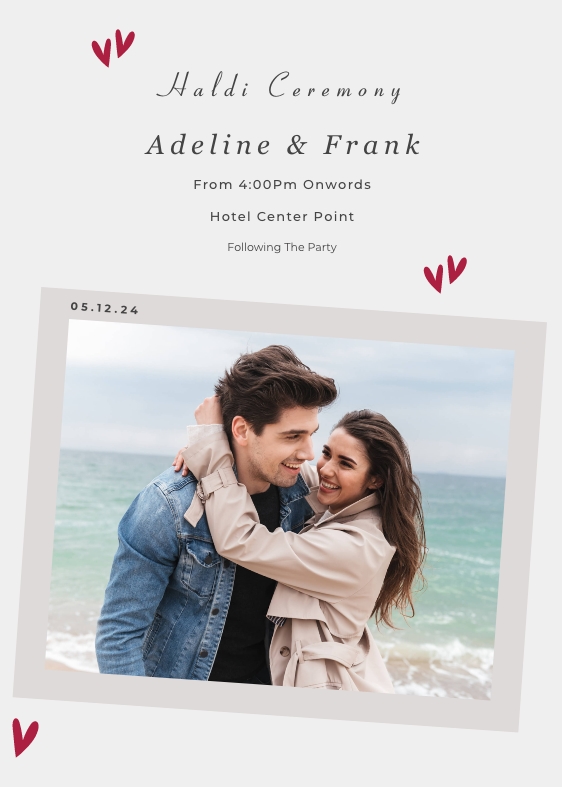 Haldi Ceremony
Adeline & Frank
From 4:00Pm Onwords
Hotel Center Point
Following The Party
05.12.24